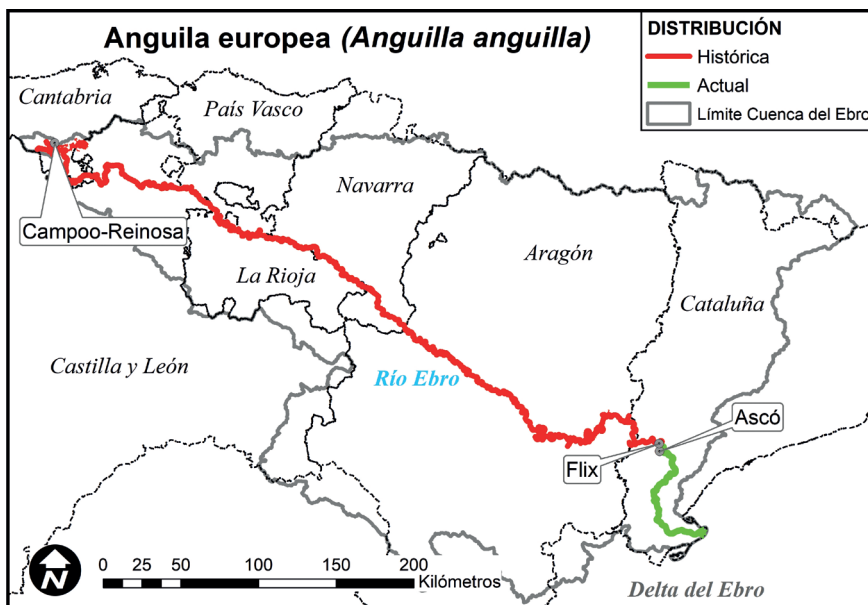 Anguila europea (Anguilla anguilla)
DISTRIBUCIÓN
Histórica
Actual
Límite Cuenca del Ebro
Cantabria
País Vasco
Navarra
Campoo-Reinosa
La Rioja
Aragón
Cataluña
Castilla y León
Río Ebro
Ascó
Flix
N
0 25 50 100 150 200
Kilómetros
Delta del Ebro